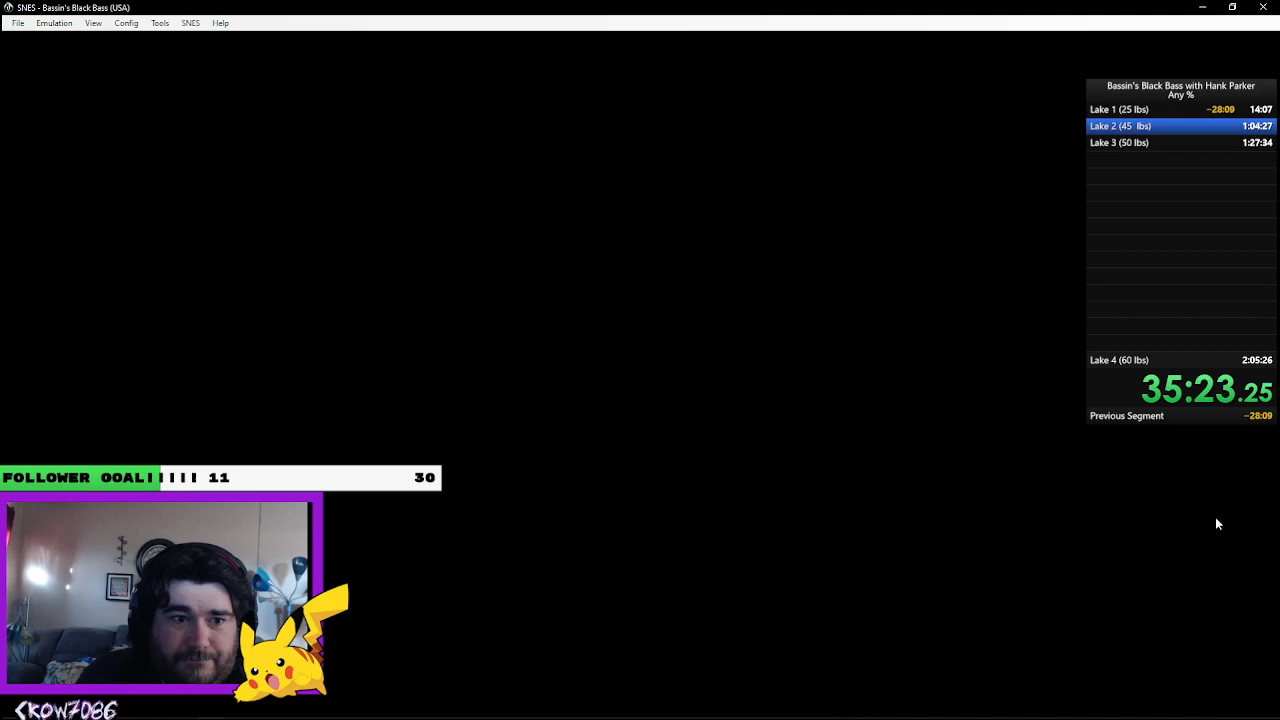 SNES - Bassin's Black Bass (USA)
File Emulation View Config Tools SNES Help
Bassin's Black Bass with Hank Parker
Any %
Lake 1 (25 lbs) −28:09 14:07
Lake 2 (45 lbs) 1:04:27
Lake 3 (50 lbs) 1:27:34
Lake 4 (60 lbs) 2:05:26
35:23.25
Previous Segment −28:09
FOLLOWER GOAL!!!!! 11 30
CKOW7086